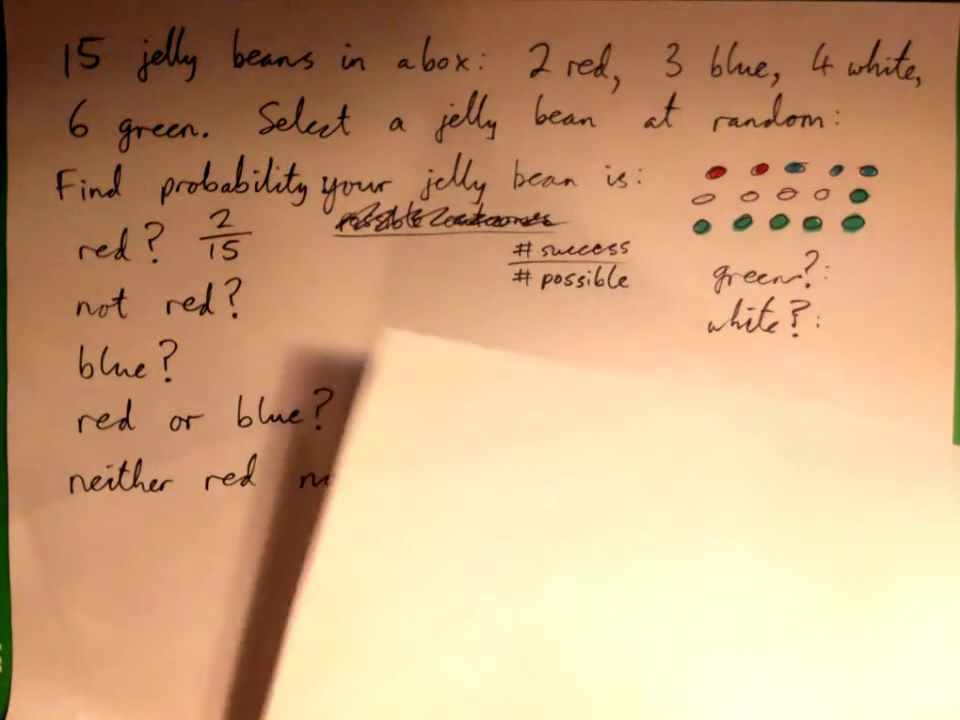 15 jelly beans in a box: 2 red, 3 blue, 4 white,
6 green. Select a jelly bean at random:
Find probability your jelly bean is:
red? 2/15
# success
# possible
not red?
blue?
red or blue?
neither red
green?:
white?: